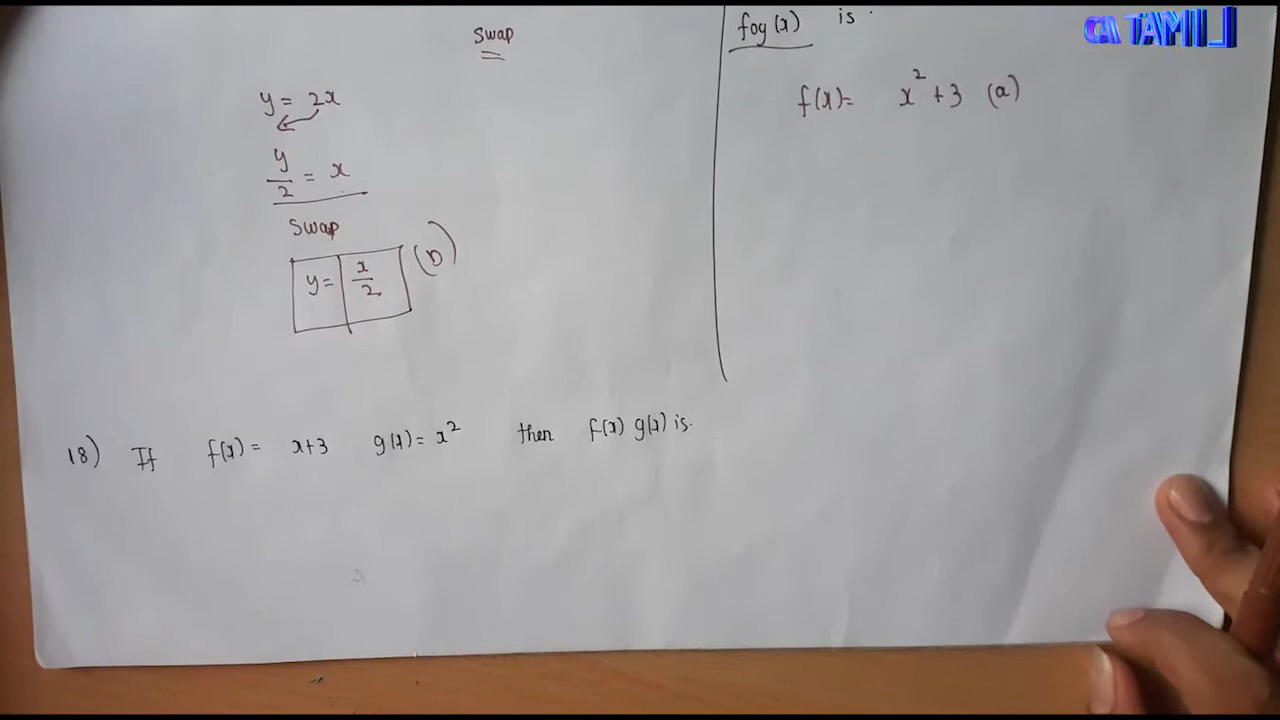 Swap
y = 2x
y/2 = x
Swap
y = x/2 (D)
fog(x) is.
f(x)= x²+3 (a)
18) If f(x) = x+3 g(x) = x² then f(x) g(x) is.
CA TAMIL